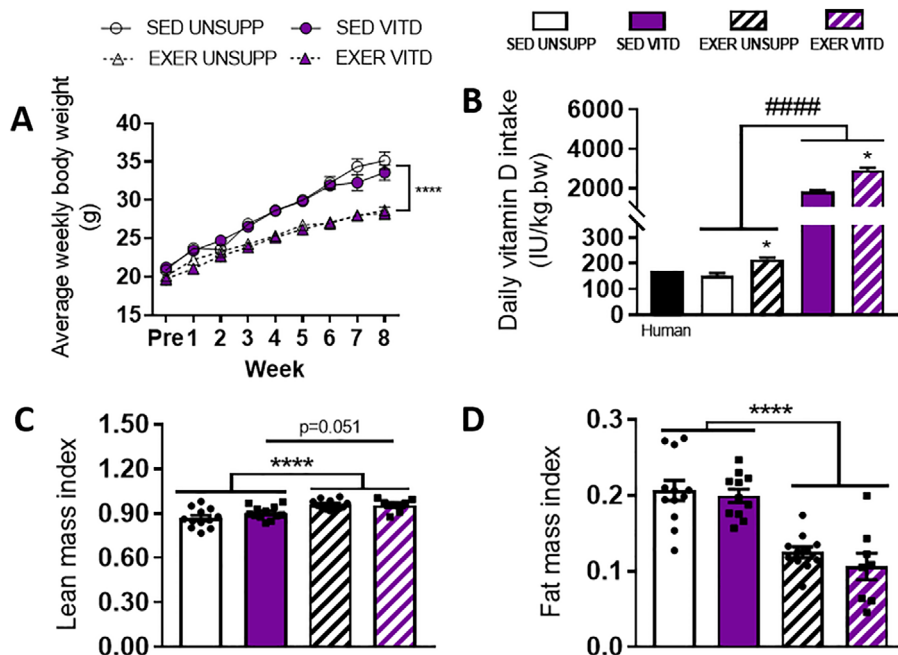 SED UNSUPP SED VITD
EXER UNSUPP EXER VITD
SED UNSUPP SED VITD EXER UNSUPP EXER VITD
A
Average weekly body weight
(g)
40
35
30
25
20
15
****
Pre 1 2 3 4 5 6 7 8
Week
B
Daily vitamin D intake
(IU/kg.bw)
6000
4000
2000
300
200
100
0
####
*
*
Human
C
Lean mass index
1.50
1.20
0.90
0.60
0.30
0.00
p=0.051
****
D
Fat mass index
0.3
0.2
0.1
0.0
****